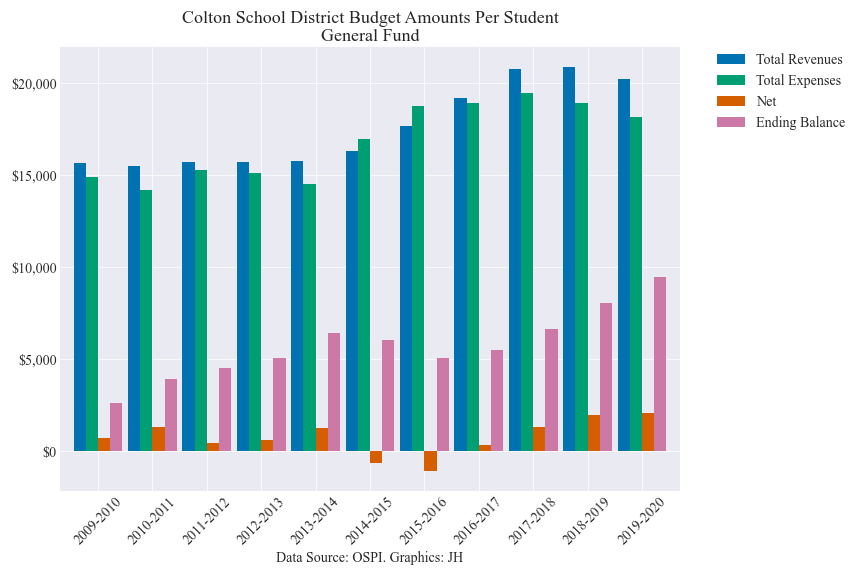 Colton School District Budget Amounts Per Student
General Fund
Total Revenues
Total Expenses
Net
Ending Balance
$20,000
$15,000
$10,000
$5,000
$0
2009-2010
2010-2011
2011-2012
2012-2013
2013-2014
2014-2015
2015-2016
2016-2017
2017-2018
2018-2019
2019-2020
Data Source: OSPI. Graphics: JH